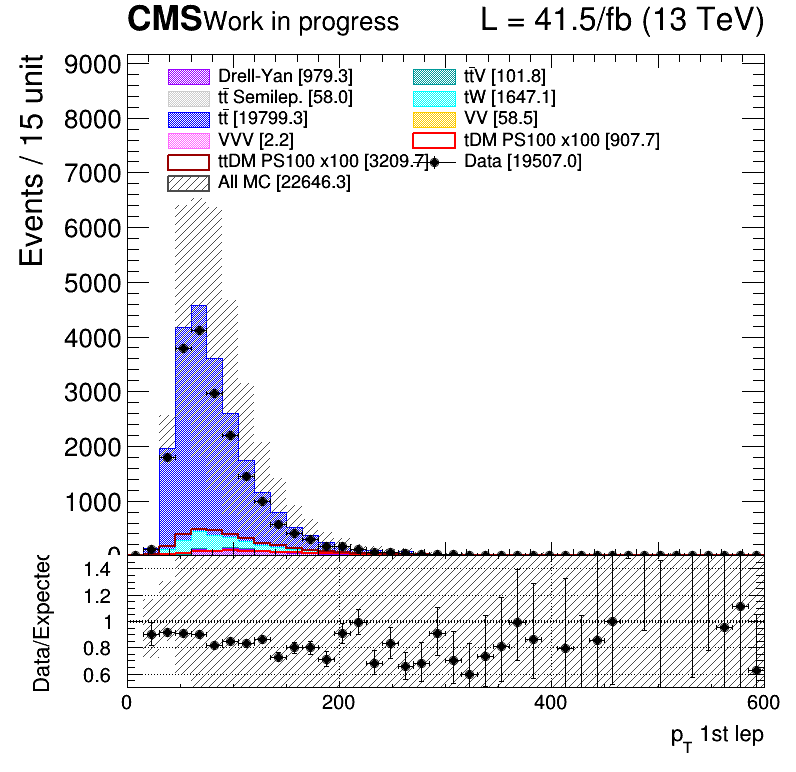 CMS Work in progress L = 41.5/fb (13 TeV)
Events / 15 unit
9000
8000
7000
6000
5000
4000
3000
2000
1000
0
Drell-Yan [979.3]
tt̄ Semilep. [58.0]
tt̄ [19799.3]
VVV [2.2]
ttDM PS100 x100 [3209.7]
All MC [22646.3]
tt̄V [101.8]
tW [1647.1]
VV [58.5]
tDM PS100 x100 [907.7]
Data [19507.0]
Data/Expected
1.4
1.2
1
0.8
0.6
0 200 400 600
p_T 1st lep